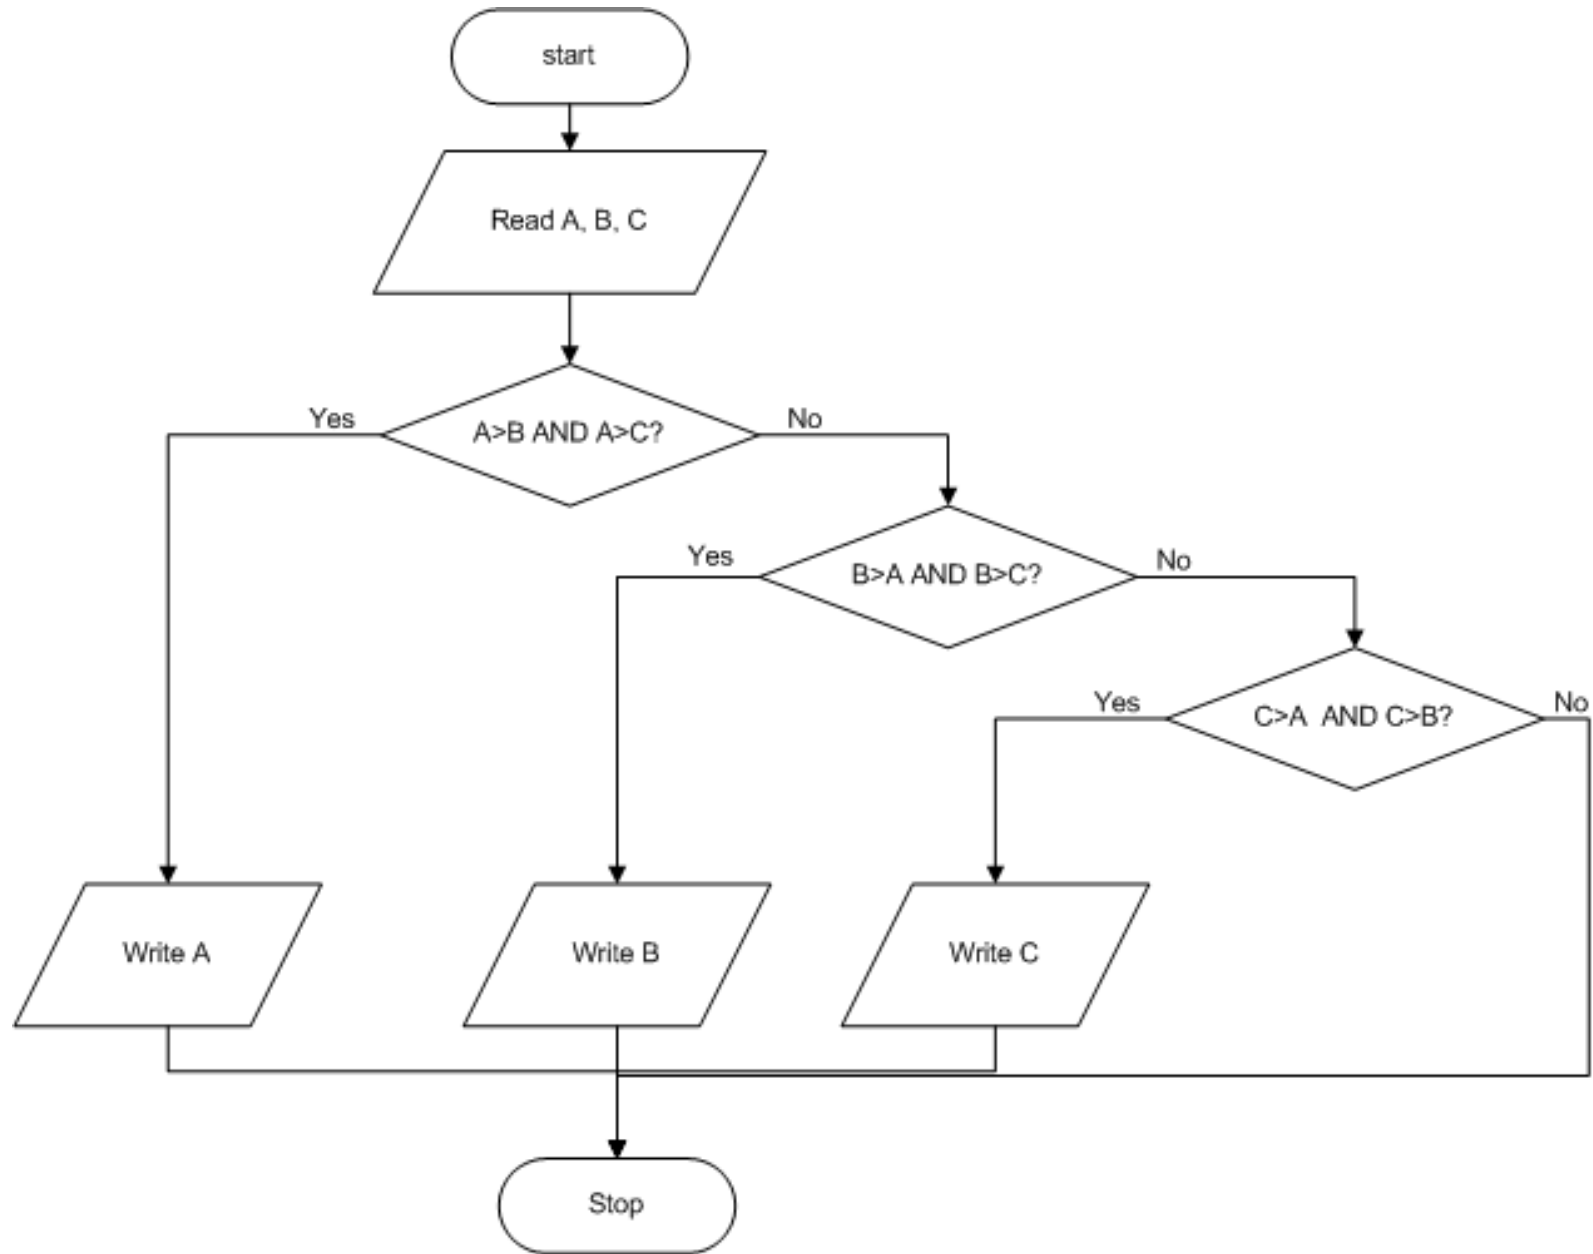 start
Read A, B, C
Yes
A>B AND A>C?
No
Yes
B>A AND B>C?
No
Yes
C>A  AND C>B?
No
Write A
Write B
Write C
Stop